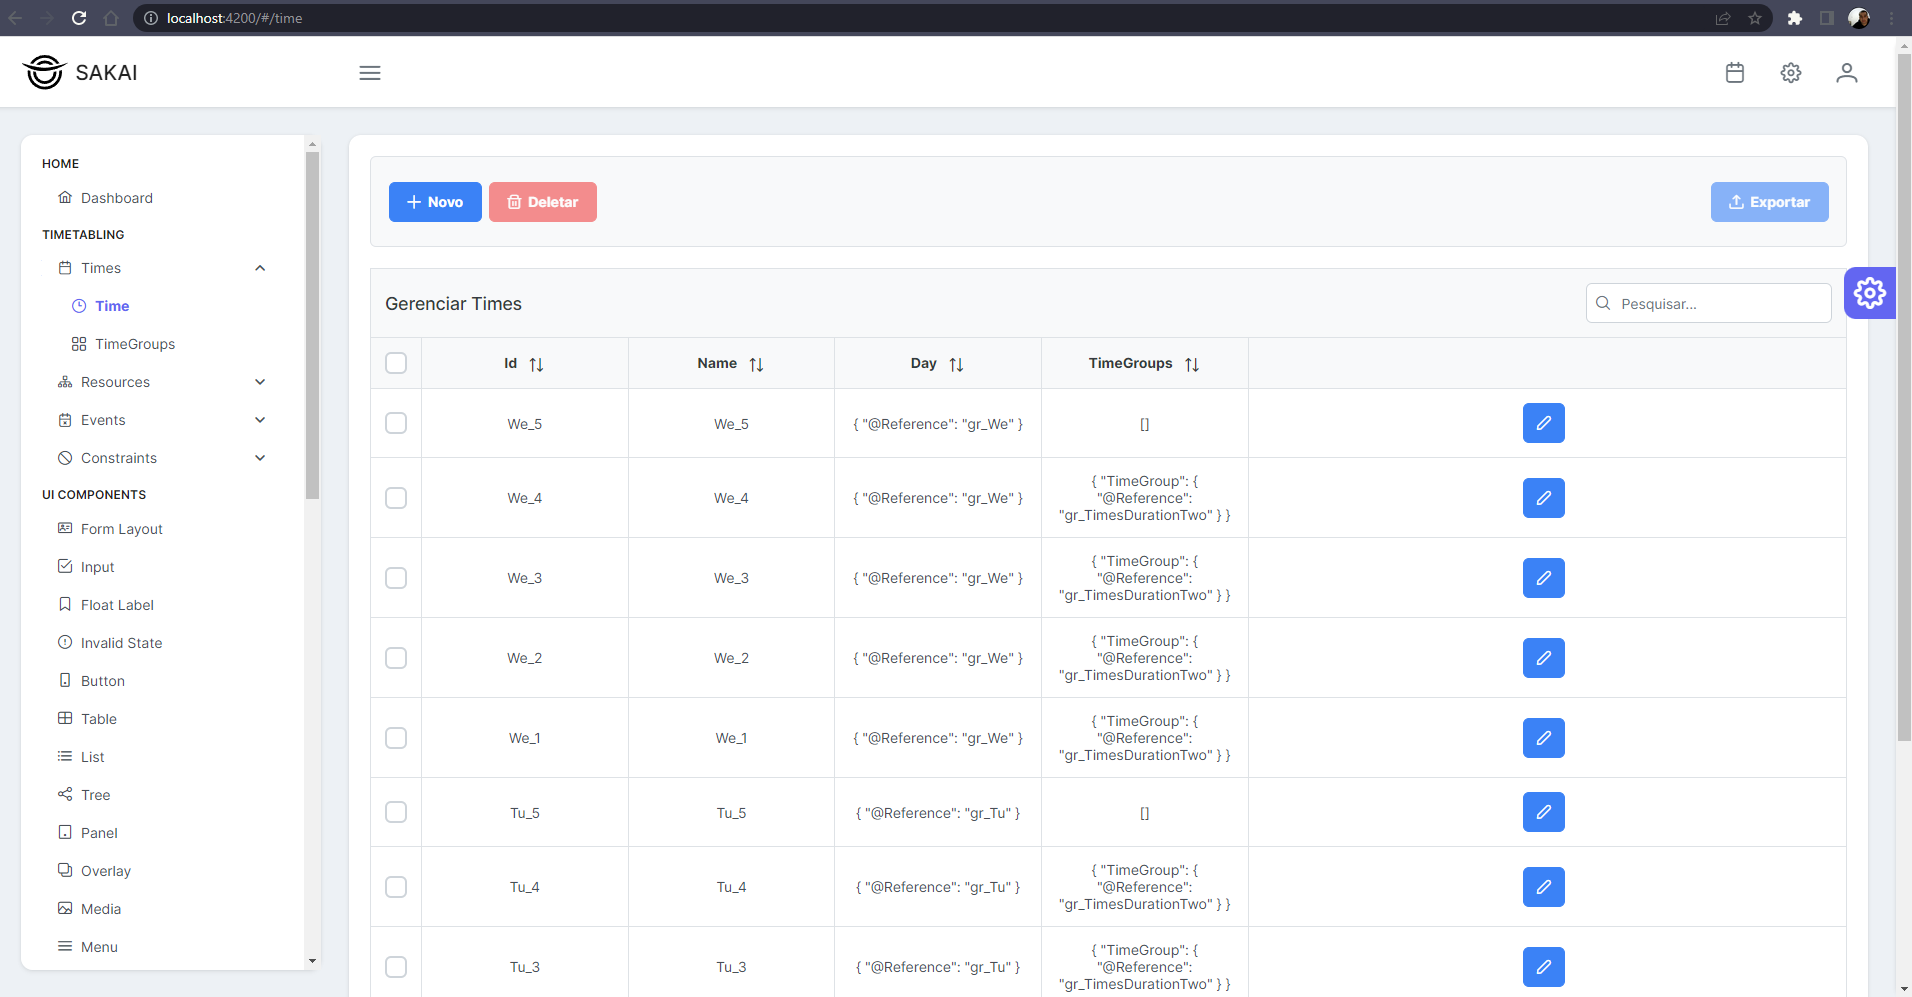 localhost:4200/#/time
SAKAI
HOME
Dashboard
TIMETABLING
Times
Time
TimeGroups
Resources
Events
Constraints
UI COMPONENTS
Form Layout
Input
Float Label
Invalid State
Button
Table
List
Tree
Panel
Overlay
Media
Menu
Novo
Deletar
Exportar
Gerenciar Times
Pesquisar...
Id Name Day TimeGroups
We_5 We_5 { "@Reference": "gr_We" } []
We_4 We_4 { "@Reference": "gr_We" } { "TimeGroup": {
"@Reference":
"gr_TimesDurationTwo" } }
We_3 We_3 { "@Reference": "gr_We" } { "TimeGroup": {
"@Reference":
"gr_TimesDurationTwo" } }
We_2 We_2 { "@Reference": "gr_We" } { "TimeGroup": {
"@Reference":
"gr_TimesDurationTwo" } }
We_1 We_1 { "@Reference": "gr_We" } { "TimeGroup": {
"@Reference":
"gr_TimesDurationTwo" } }
Tu_5 Tu_5 { "@Reference": "gr_Tu" } []
Tu_4 Tu_4 { "@Reference": "gr_Tu" } { "TimeGroup": {
"@Reference":
"gr_TimesDurationTwo" } }
Tu_3 Tu_3 { "@Reference": "gr_Tu" } { "TimeGroup": {
"@Reference":
"gr_TimesDurationTwo" } }